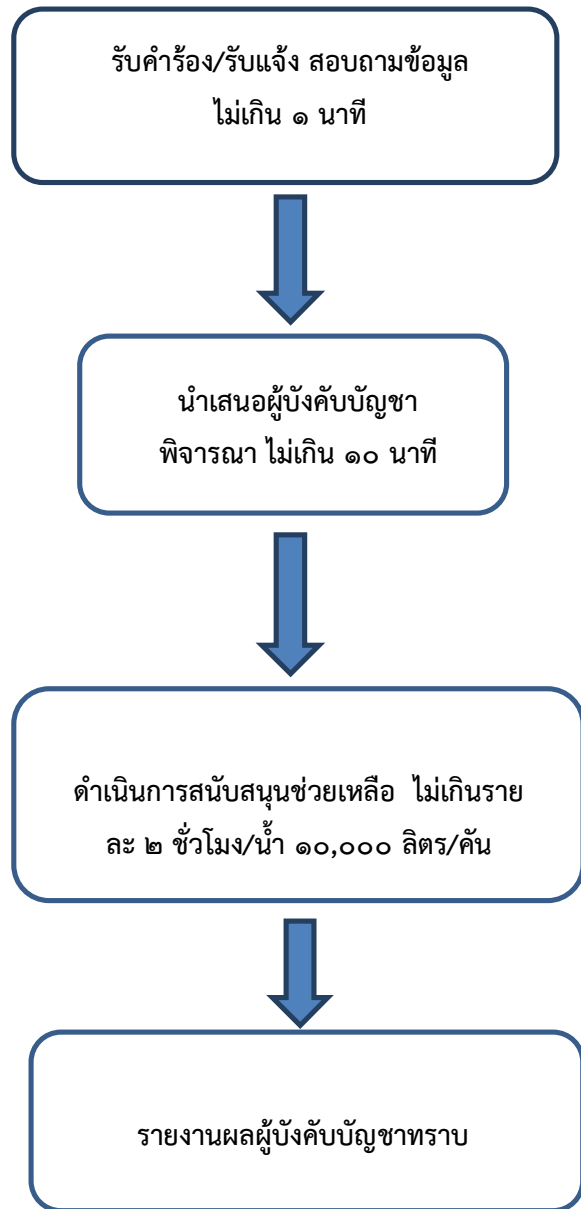 รับคำร้อง/รับแจ้ง สอบถามข้อมูล
ไม่เกิน ๑ นาที
นำเสนอผู้บังคับบัญชา
พิจารณา ไม่เกิน ๑๐ นาที
ดำเนินการสนับสนุนช่วยเหลือ ไม่เกินราย
ละ ๒ ชั่วโมง/น้ำ ๑๐,๐๐๐ ลิตร/คัน
รายงานผลผู้บังคับบัญชาทราบ